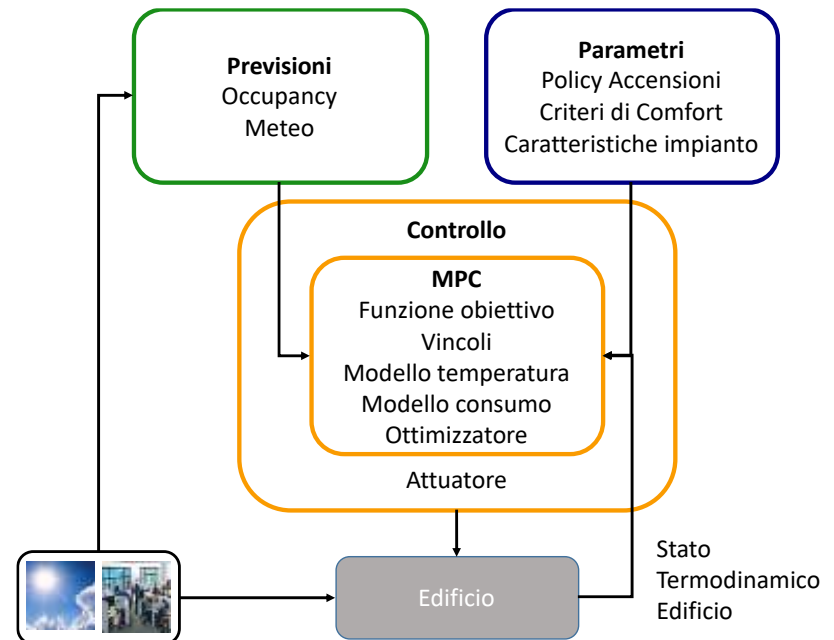 Previsioni
Occupancy
Meteo
Parametri
Policy Accensioni
Criteri di Comfort
Caratteristiche impianto
Controllo
MPC
Funzione obiettivo
Vincoli
Modello temperatura
Modello consumo
Ottimizzatore
Attuatore
Edificio
Stato
Termodinamico
Edificio